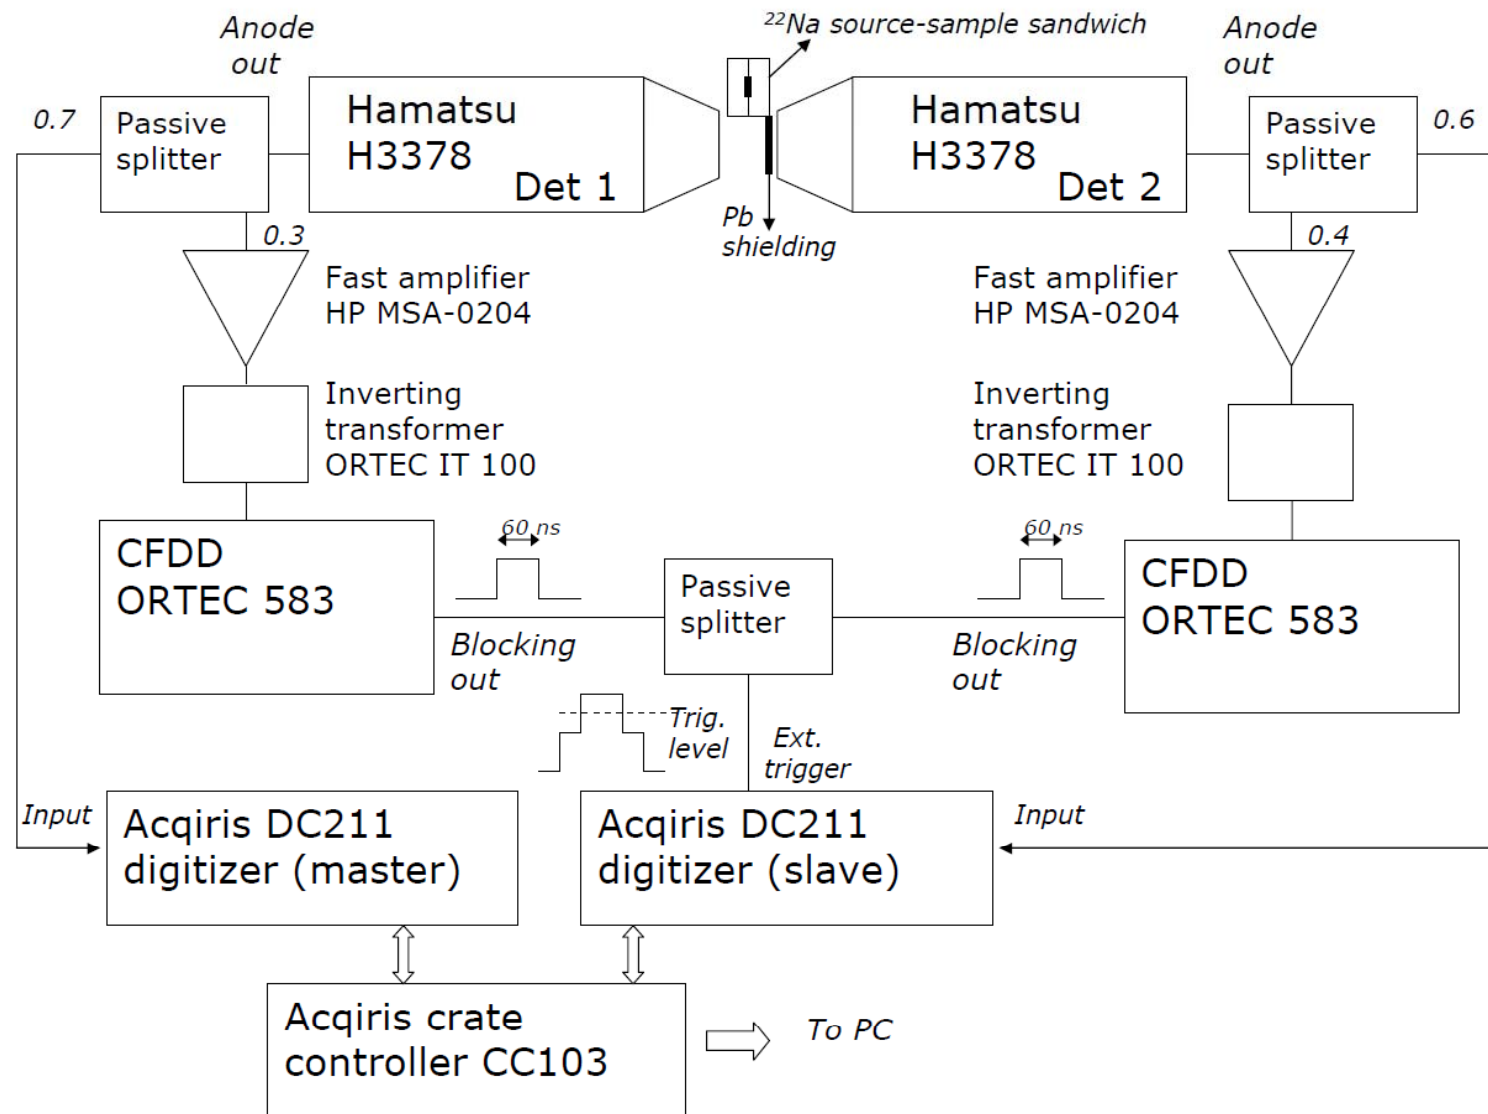 Anode
out
²²Na source-sample sandwich
Anode
out
0.7
Passive
splitter
Hamatsu
H3378
Det 1
Hamatsu
H3378
Det 2
Passive
splitter
0.6
Pb
shielding
0.3
Fast amplifier
HP MSA-0204
0.4
Fast amplifier
HP MSA-0204
Inverting
transformer
ORTEC IT 100
Inverting
transformer
ORTEC IT 100
CFDD
ORTEC 583
60 ns
Blocking
out
Passive
splitter
60 ns
Blocking
out
CFDD
ORTEC 583
Trig.
level
Ext.
trigger
Input
Acqiris DC211
digitizer (master)
Acqiris DC211
digitizer (slave)
Input
Acqiris crate
controller CC103
To PC